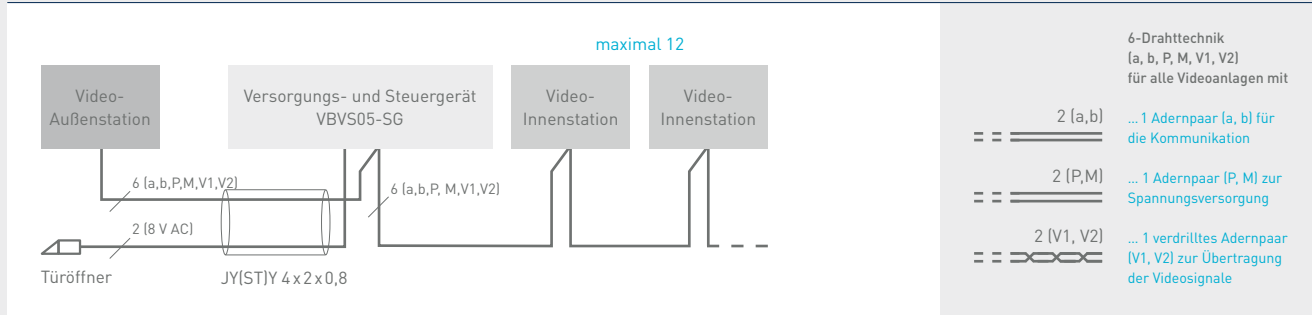 maximal 12
Video-
Außenstation
Versorgungs- und Steuergerät
VBVS05-SG
Video-
Innenstation
Video-
Innenstation
6 (a,b,P,M,V1,V2)
6 (a,b,P, M,V1,V2)
2 (8 V AC)
Türöffner
JY(ST)Y 4 x 2 x 0,8
6-Drahttechnik
(a, b, P, M, V1, V2)
für alle Videoanlagen mit
2 (a,b)
... 1 Adernpaar (a, b) für
die Kommunikation
2 (P,M)
... 1 Adernpaar (P, M) zur
Spannungsversorgung
2 (V1, V2)
... 1 verdrilltes Adernpaar
(V1, V2) zur Übertragung
der Videosignale